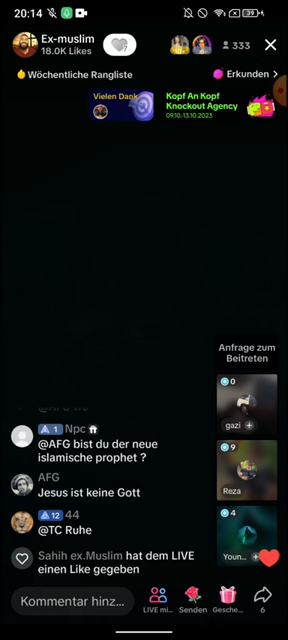 20:14
39
Ex-muslim
18.0K Likes
333
Wöchentliche Rangliste
Erkunden >
Vielen Dank
Kopf An Kopf
Knockout Agency
09.10.-13.10.2023
Anfrage zum
Beitreten
0
gazi +
9
Reza
4
Youn... +
1 Npc
@AFG bist du der neue
islamische prophet ?
AFG
Jesus ist keine Gott
12 44
@TC Ruhe
Sahih ex.Muslim hat dem LIVE
einen Like gegeben
Kommentar hinz...
LIVE mi...
Senden
Gesche...
6